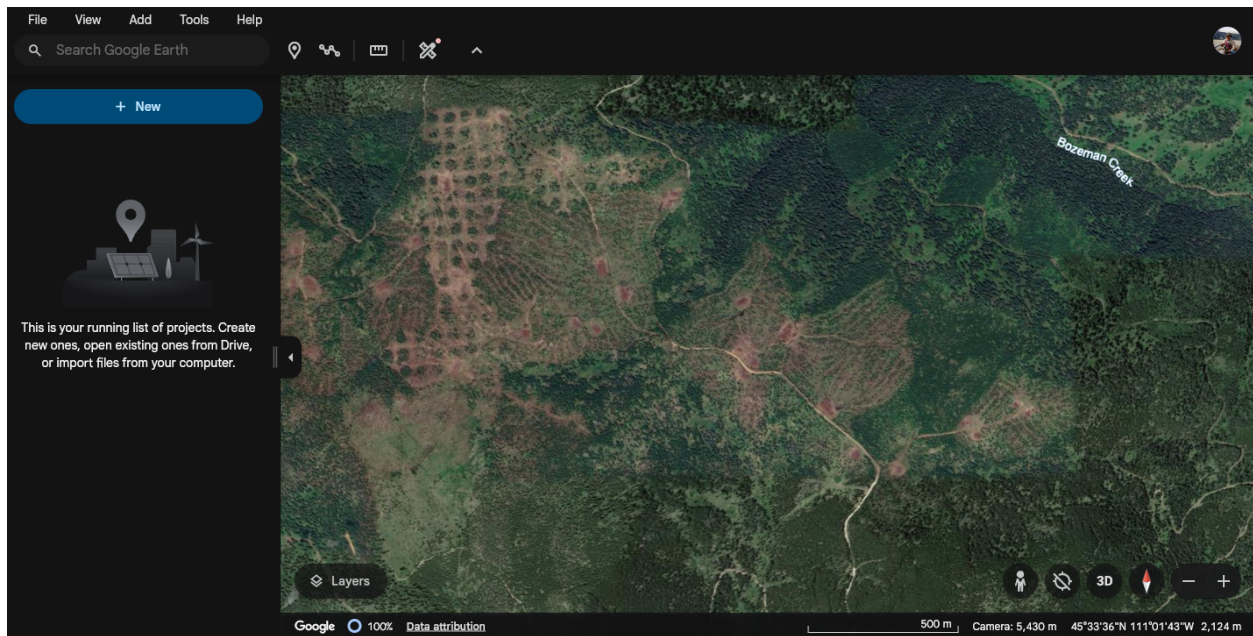 File View Add Tools Help
Search Google Earth
+ New
This is your running list of projects. Create
new ones, open existing ones from Drive,
or import files from your computer.
Bozeman Creek
Layers
3D
Google 100% Data attribution 500 m Camera: 5,430 m 45°33'36"N 111°01'43"W 2,124 m